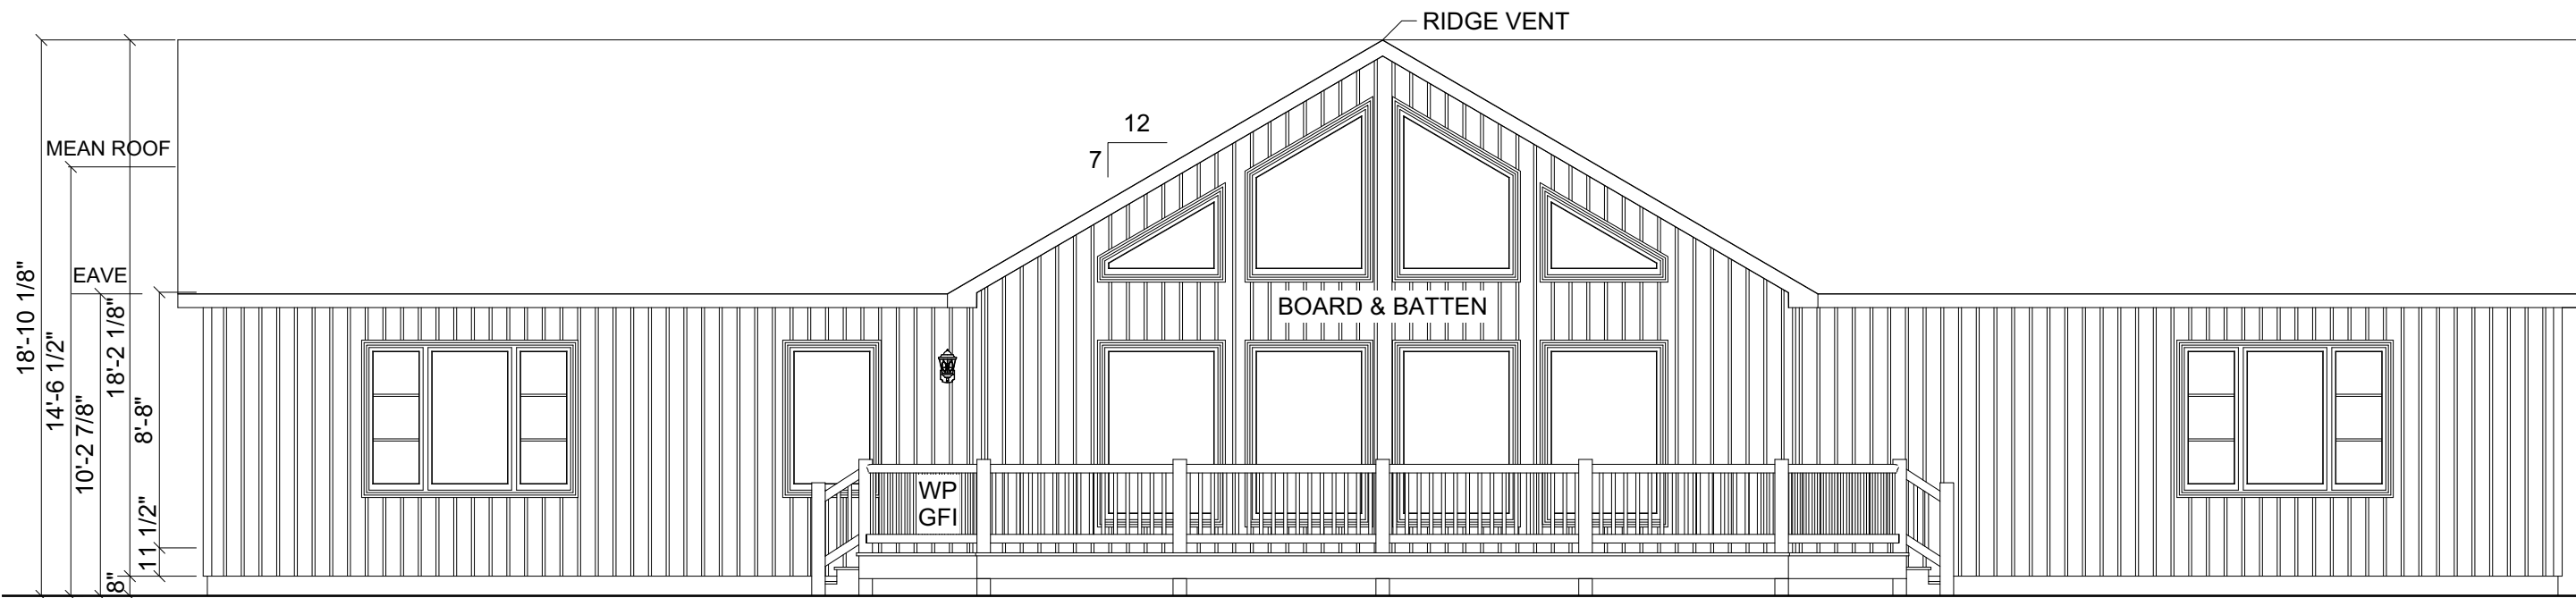 RIDGE VENT
12
7
MEAN ROOF
EAVE
18'-10 1/8"
14'-6 1/2"
10'-2 7/8"
18'-2 1/8"
8'-8"
11 1/2"
8"
BOARD & BATTEN
WP
GFI